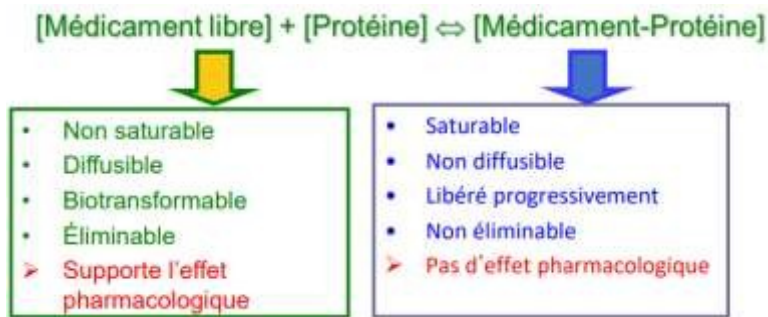 [Médicament libre] + [Protéine] ⇔ [Médicament-Protéine]
• Non saturable
• Diffusible
• Biotransformable
• Éliminable
➢ Supporte l'effet
pharmacologique
• Saturable
• Non diffusible
• Libéré progressivement
• Non éliminable
➢ Pas d'effet pharmacologique